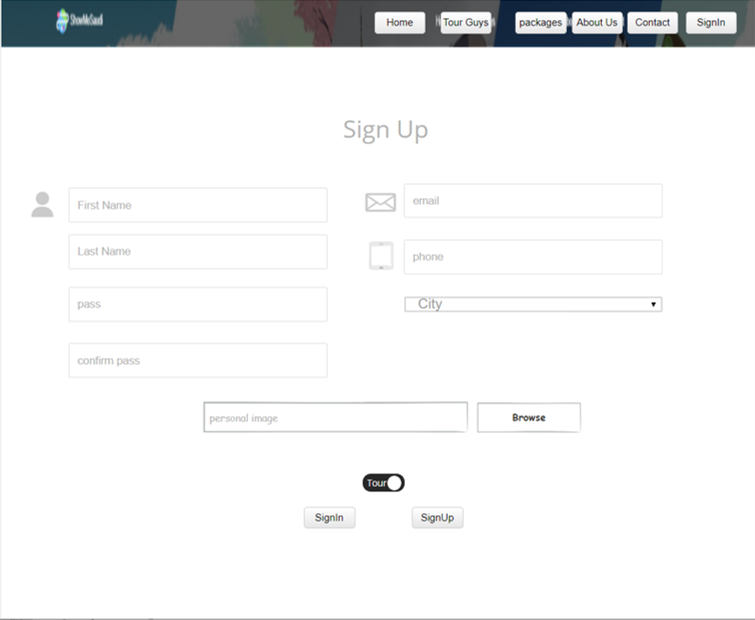 ShowMeSaudi
Home Tour Guys packages About Us Contact SignIn
Sign Up
First Name
email
Last Name
phone
pass
City
confirm pass
personal image Browse
Tour
SignIn SignUp